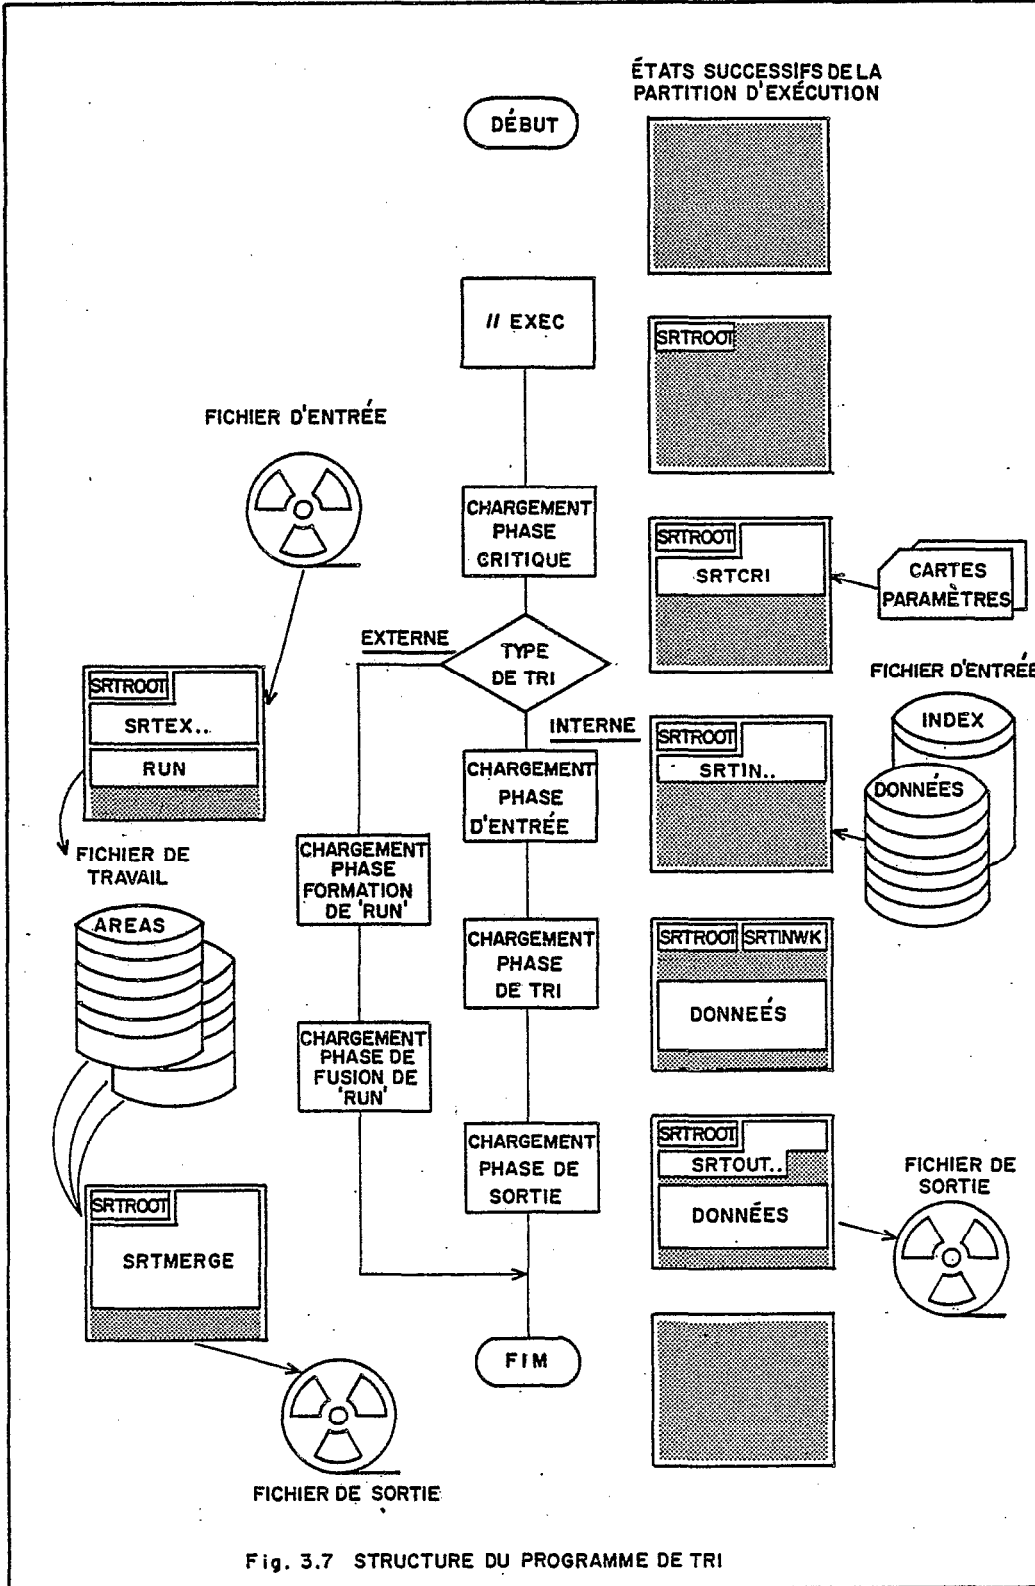 ÉTATS SUCCESSIFS DE LA
PARTITION D'EXÉCUTION
DÉBUT
// EXEC
SRTROOT
FICHIER D'ENTRÉE
CHARGEMENT
PHASE
CRITIQUE
SRTROOT
SRTCRI
CARTES
PARAMÈTRES
EXTERNE
TYPE
DE TRI
INTERNE
FICHIER D'ENTRÉE
INDEX
DONNÉES
SRTROOT
SRTEX..
RUN
SRTROOT
SRTIN..
CHARGEMENT
PHASE
D'ENTRÉE
FICHIER DE
TRAVAIL
AREAS
CHARGEMENT
PHASE
FORMATION
DE 'RUN'
CHARGEMENT
PHASE
DE TRI
SRTROOT
SRTINWK
DONNEÉS
CHARGEMENT
PHASE DE
FUSION DE
'RUN'
CHARGEMENT
PHASE DE
SORTIE
SRTROOT
SRTOUT..
DONNÉES
FICHIER DE
SORTIE
SRTROOT
SRTMERGE
FIM
FICHIER DE SORTIE
Fig. 3.7 STRUCTURE DU PROGRAMME DE TRI